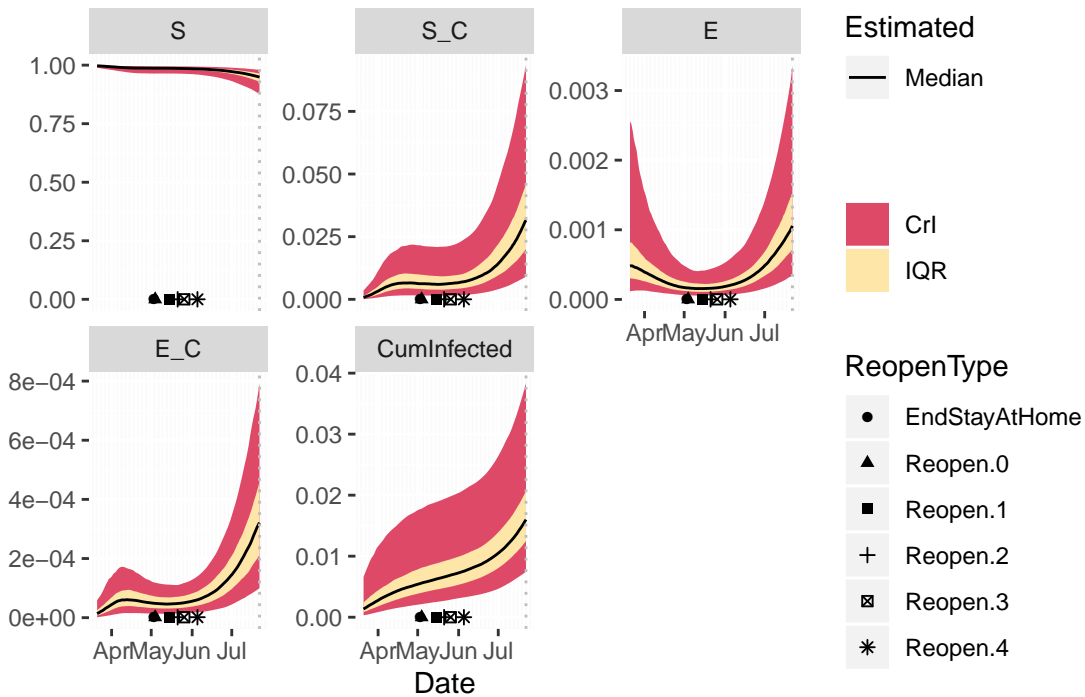 S
1.00
0.75
0.50
0.25
0.00
S_C
0.075
0.050
0.025
0.000
E
0.003
0.002
0.001
0.000
Apr May Jun Jul
E_C
8e−04
6e−04
4e−04
2e−04
0e+00
Apr May Jun Jul
CumInfected
0.04
0.03
0.02
0.01
0.00
Apr May Jun Jul
Date
Estimated
Median
CrI
IQR
ReopenType
EndStayAtHome
Reopen.0
Reopen.1
Reopen.2
Reopen.3
Reopen.4